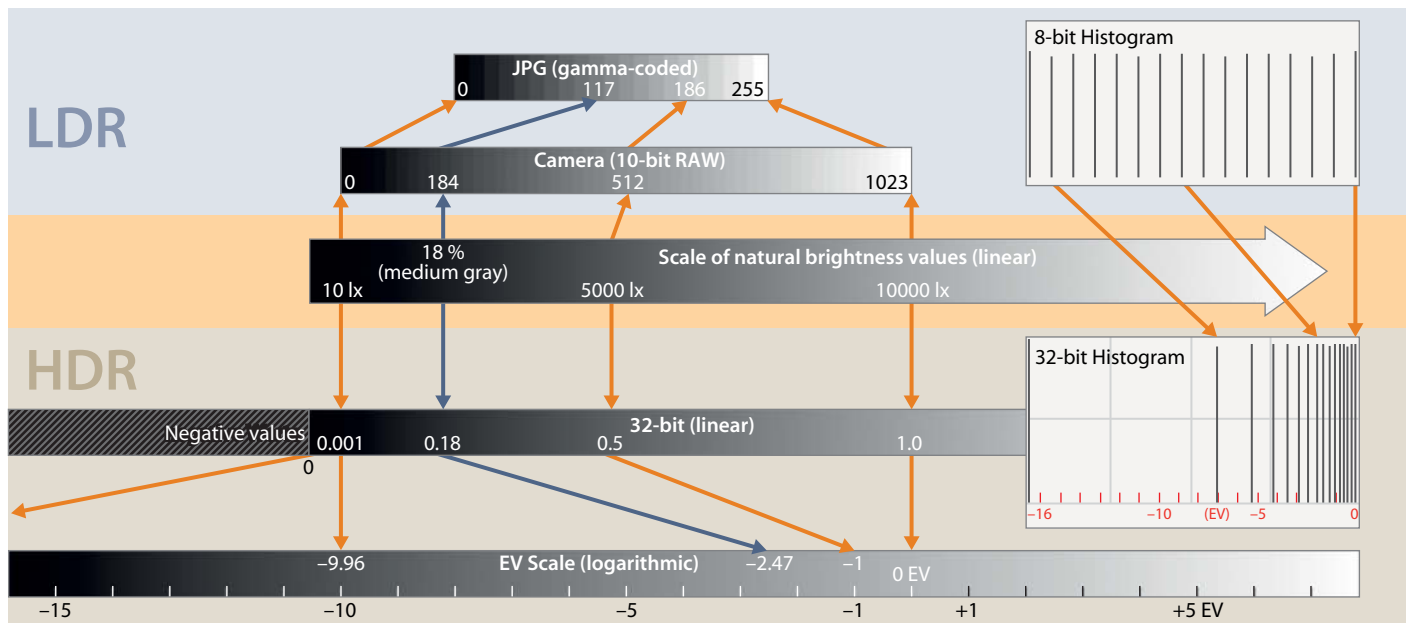 8-bit Histogram
JPG (gamma-coded)
0 117 186 255
LDR
Camera (10-bit RAW)
0 184 512 1023
18 %
(medium gray)
Scale of natural brightness values (linear)
10 lx 5000 lx 10000 lx
HDR
32-bit Histogram
–16 –10 (EV) –5 0
32-bit (linear)
Negative values
0.001 0.18 0.5 1.0
0
EV Scale (logarithmic)
–9.96 –2.47 –1 0 EV
–15 –10 –5 –1 +1 +5 EV